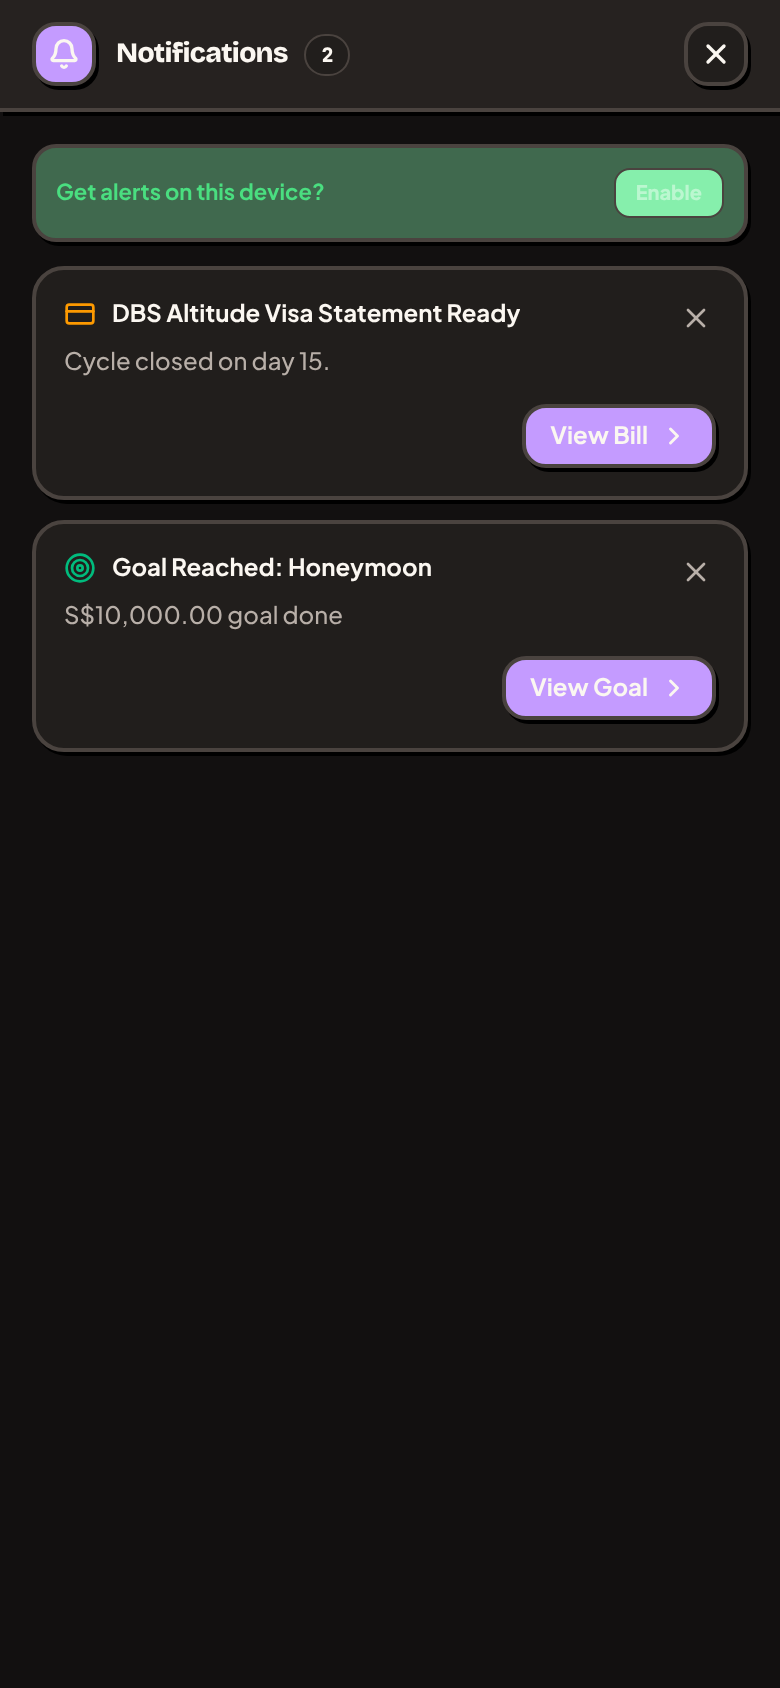 Notifications 2
Get alerts on this device? Enable
DBS Altitude Visa Statement Ready
Cycle closed on day 15.
View Bill
Goal Reached: Honeymoon
S$10,000.00 goal done
View Goal